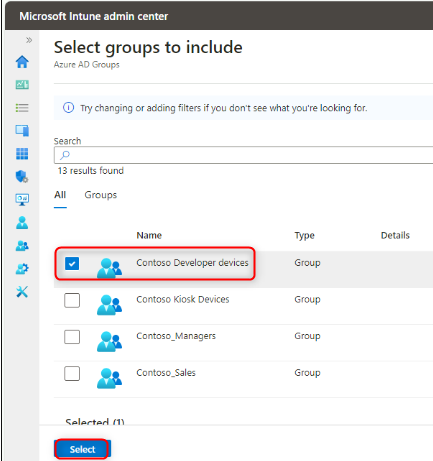 Microsoft Intune admin center
»
Select groups to include
Azure AD Groups
Try changing or adding filters if you don't see what you're looking for.
Search
13 results found
All Groups
Name Type Details
Contoso Developer devices Group
Contoso Kiosk Devices Group
Contoso_Managers Group
Contoso_Sales Group
Selected (1)
Select